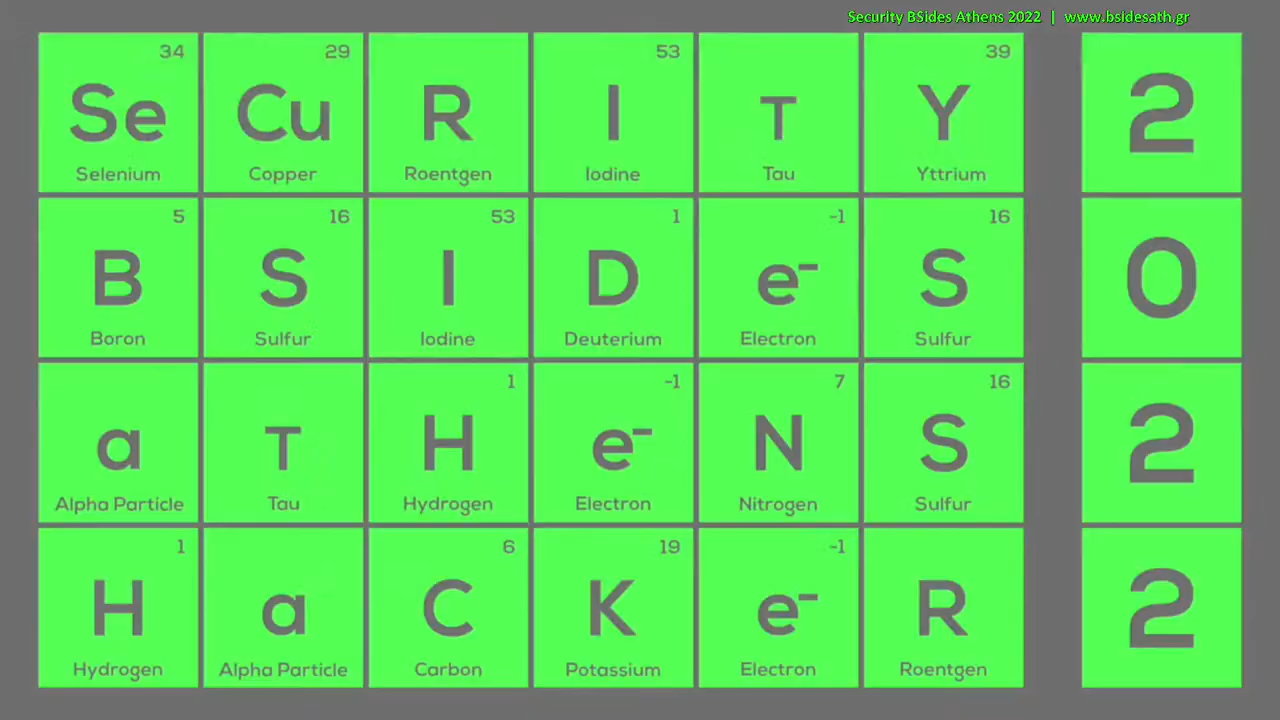 Security BSides Athens 2022 | www.bsidesath.gr
34 29 53 39
Se Cu R I T Y 2
Selenium Copper Roentgen Iodine Tau Yttrium
5 16 53 1 -1 16
B S I D e⁻ S 0
Boron Sulfur Iodine Deuterium Electron Sulfur
1 -1 7 16
a T H e⁻ N S 2
Alpha Particle Tau Hydrogen Electron Nitrogen Sulfur
1 6 19 -1
H a C K e⁻ R 2
Hydrogen Alpha Particle Carbon Potassium Electron Roentgen